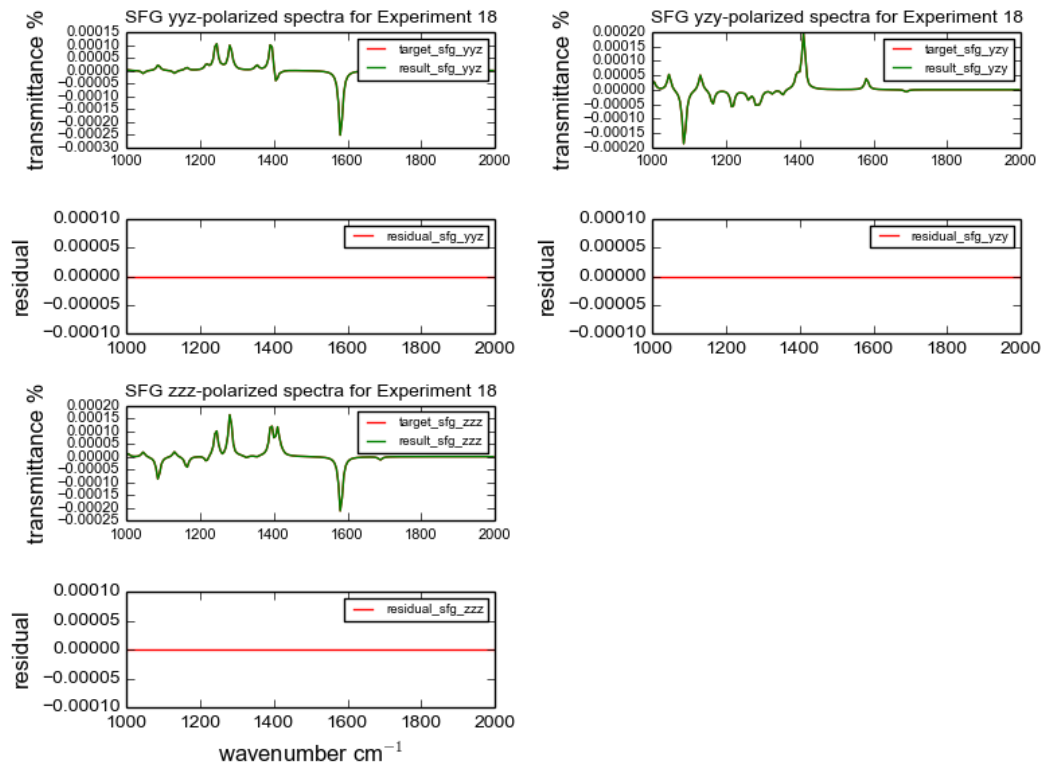 SFG yyz-polarized spectra for Experiment 18
transmittance %
0.00015
0.00010
0.00005
0.00000
−0.00005
−0.00010
−0.00015
−0.00020
−0.00025
−0.00030
target_sfg_yyz
result_sfg_yyz
1000 1200 1400 1600 1800 2000
SFG yzy-polarized spectra for Experiment 18
transmittance %
0.00020
0.00015
0.00010
0.00005
0.00000
−0.00005
−0.00010
−0.00015
−0.00020
target_sfg_yzy
result_sfg_yzy
1000 1200 1400 1600 1800 2000
residual
0.00010
0.00005
0.00000
−0.00005
−0.00010
residual_sfg_yyz
1000 1200 1400 1600 1800 2000
residual
0.00010
0.00005
0.00000
−0.00005
−0.00010
residual_sfg_yzy
1000 1200 1400 1600 1800 2000
SFG zzz-polarized spectra for Experiment 18
transmittance %
0.00020
0.00015
0.00010
0.00005
0.00000
−0.00005
−0.00010
−0.00015
−0.00020
−0.00025
target_sfg_zzz
result_sfg_zzz
1000 1200 1400 1600 1800 2000
residual
0.00010
0.00005
0.00000
−0.00005
−0.00010
residual_sfg_zzz
1000 1200 1400 1600 1800 2000
wavenumber cm⁻¹